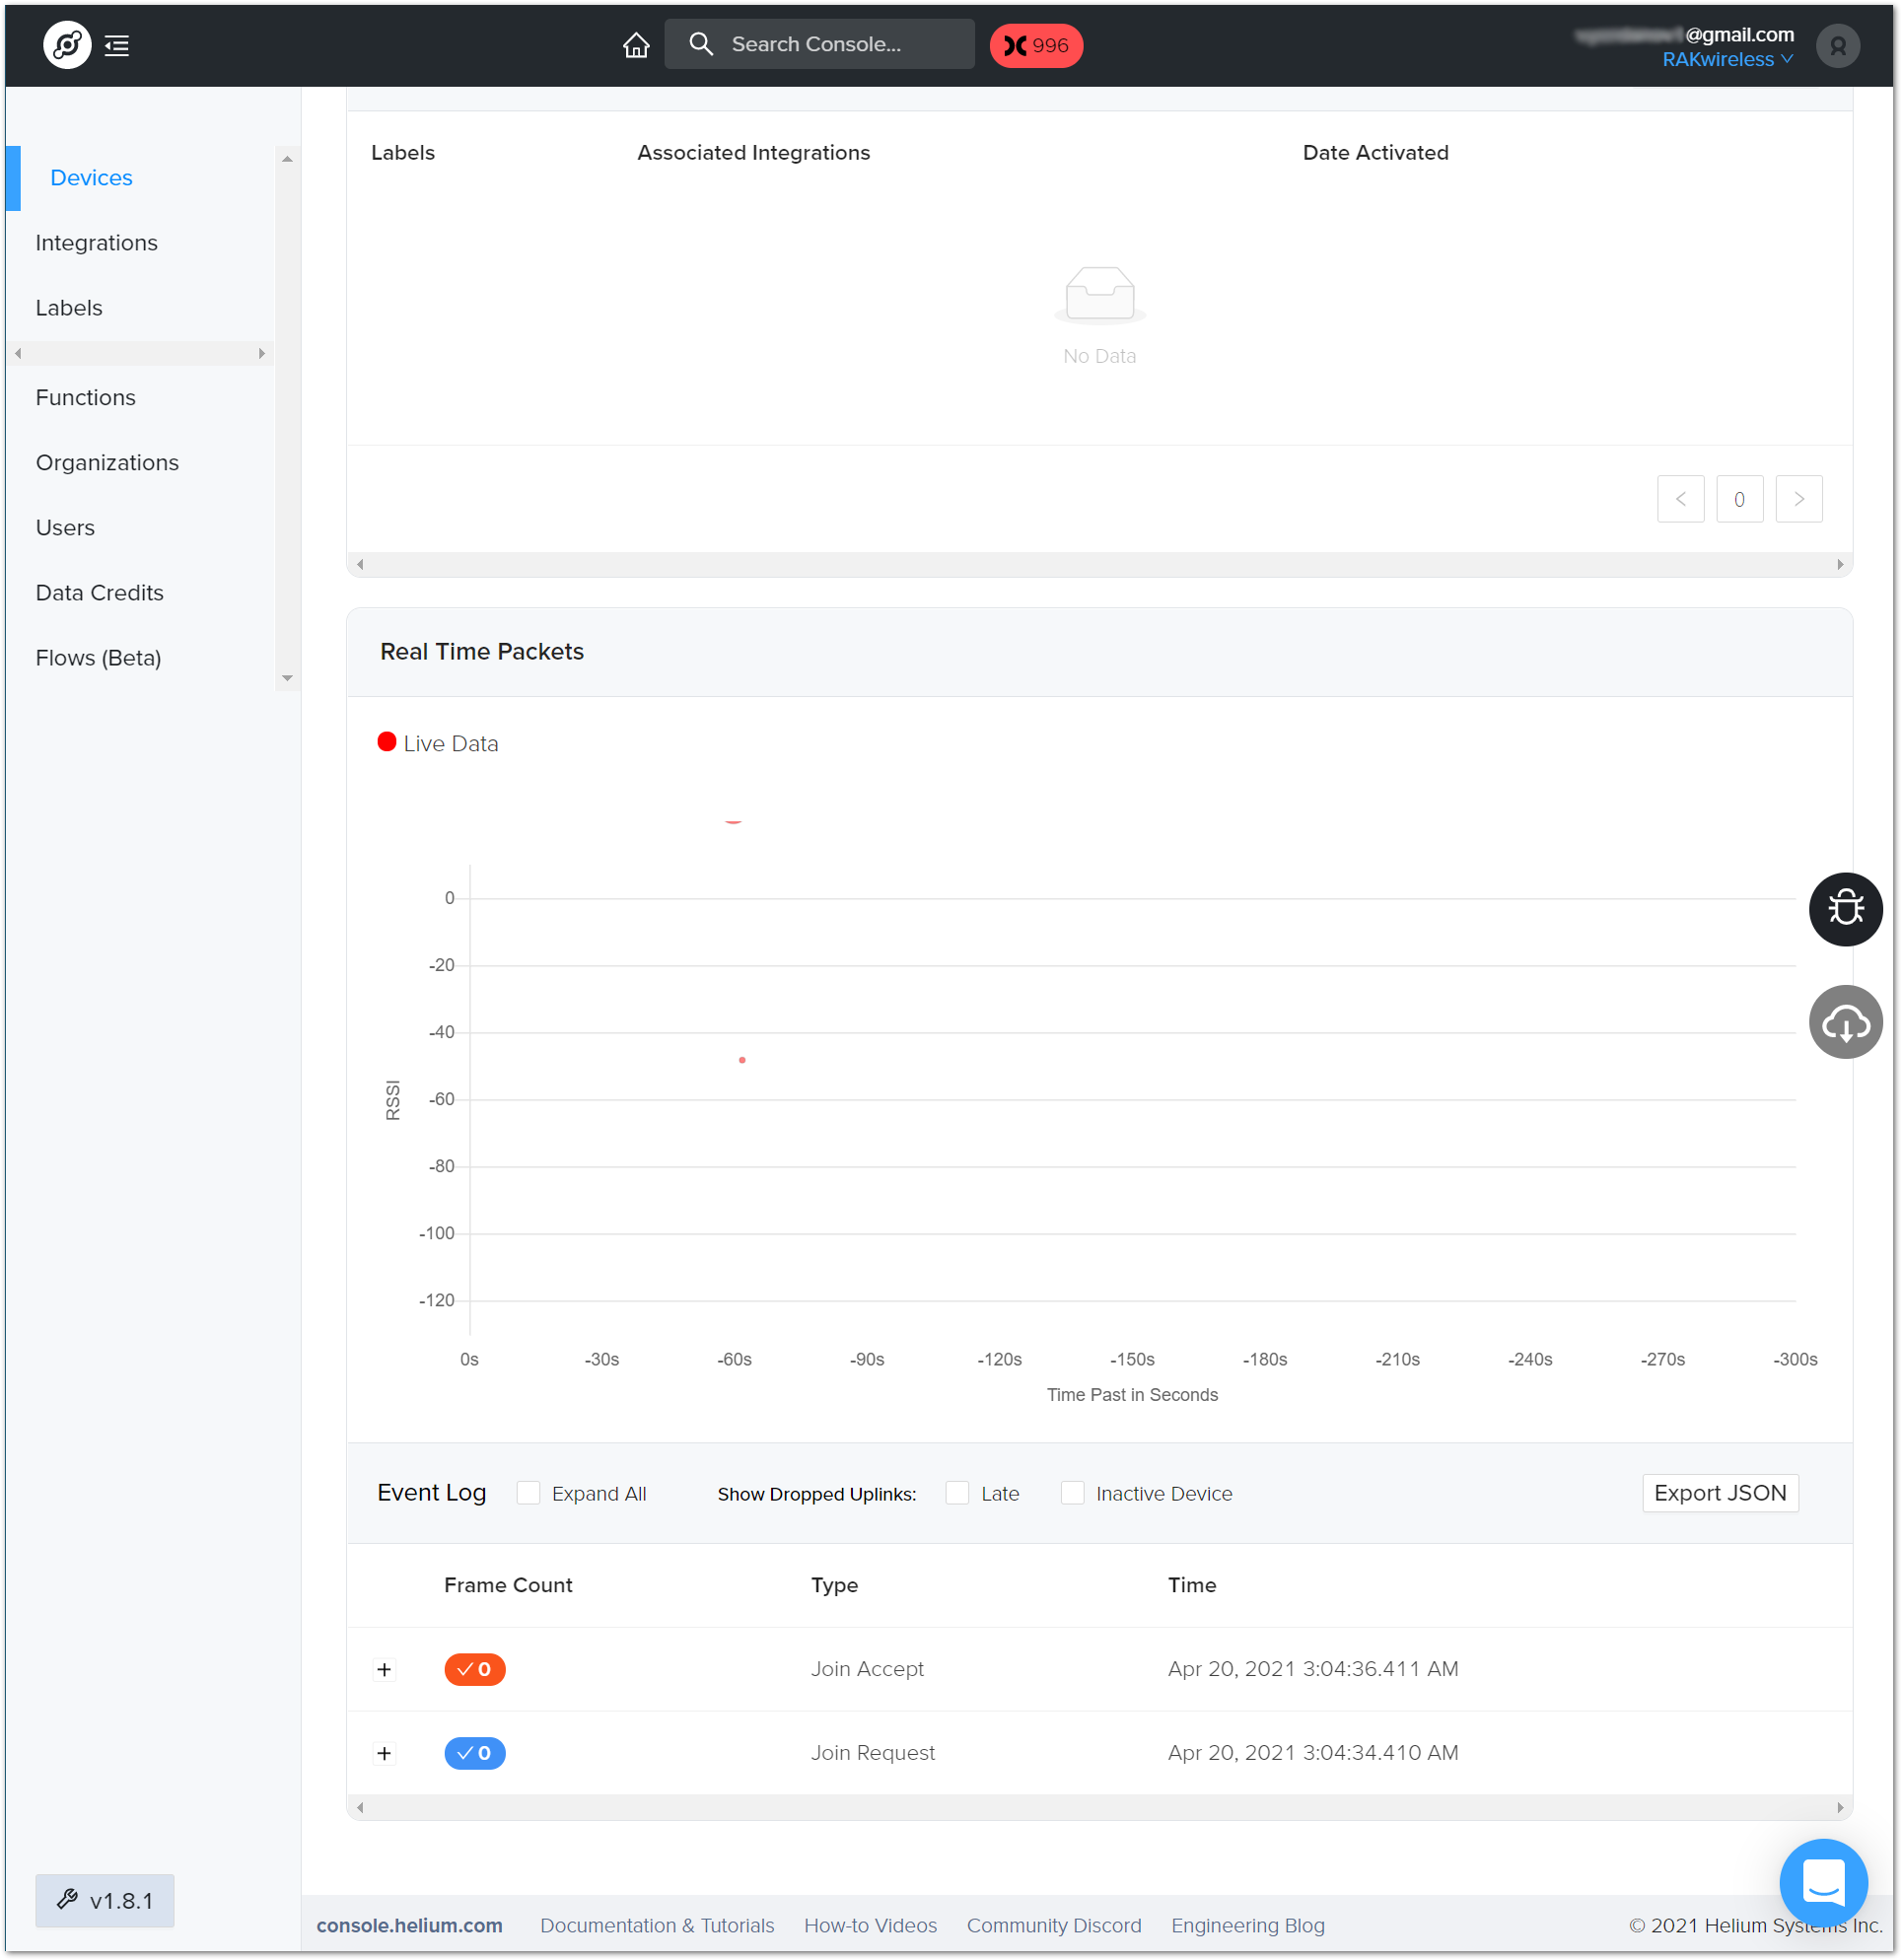 Search Console...
996
@gmail.com
RAKwireless
Devices
Integrations
Labels
Functions
Organizations
Users
Data Credits
Flows (Beta)
v1.8.1
Labels Associated Integrations Date Activated
No Data
< 0 >
Real Time Packets
Live Data
0
-20
-40
-60
-80
-100
-120
RSSI
0s -30s -60s -90s -120s -150s -180s -210s -240s -270s -300s
Time Past in Seconds
Event Log Expand All Show Dropped Uplinks: Late Inactive Device Export JSON
Frame Count Type Time
+ 0 Join Accept Apr 20, 2021 3:04:36.411 AM
+ 0 Join Request Apr 20, 2021 3:04:34.410 AM
console.helium.com Documentation & Tutorials How-to Videos Community Discord Engineering Blog © 2021 Helium Systems Inc.